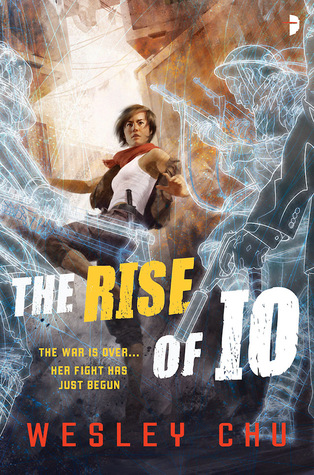 THE RISE
OF IO
THE WAR IS OVER...
HER FIGHT HAS
JUST BEGUN
WESLEY CHU